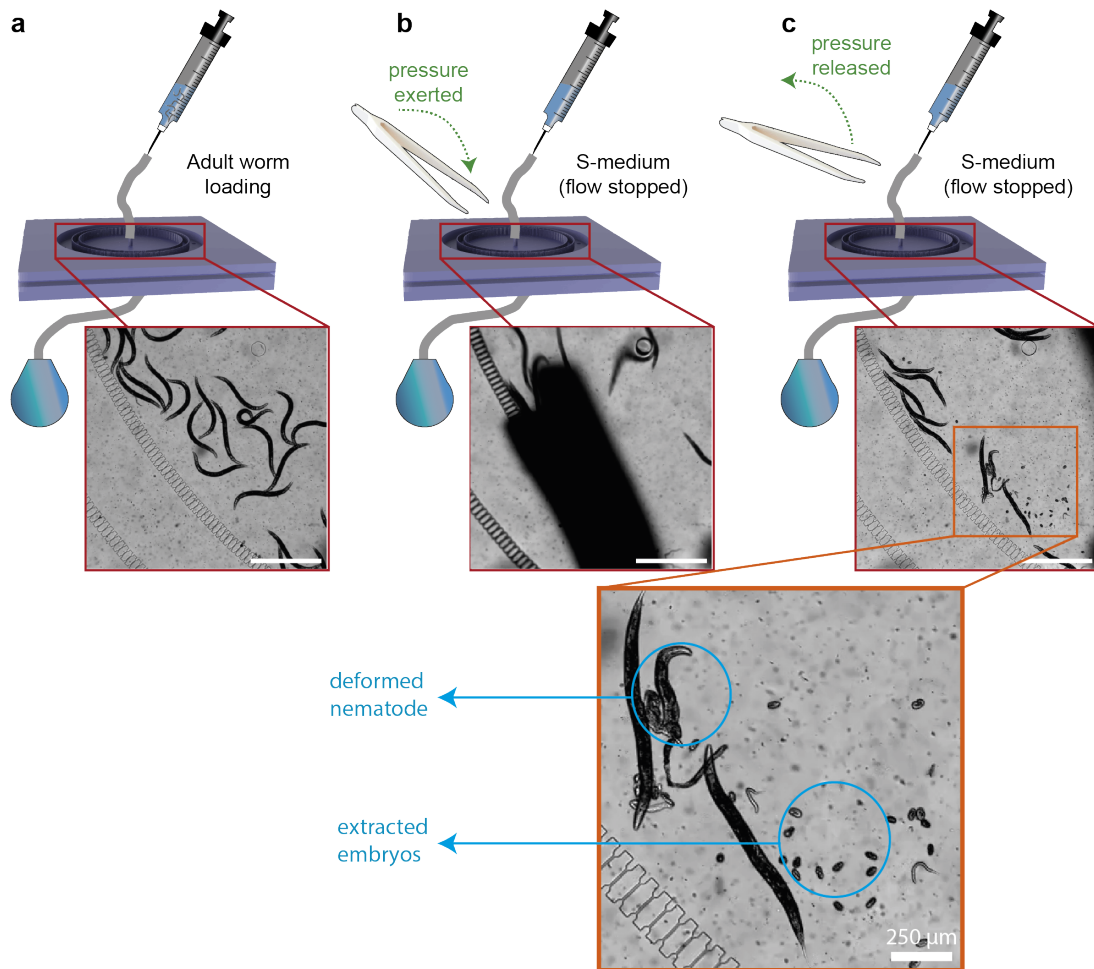 a
b
c
pressure
exerted
pressure
released
Adult worm
loading
S-medium
(flow stopped)
S-medium
(flow stopped)
deformed
nematode
extracted
embryos
250 µm